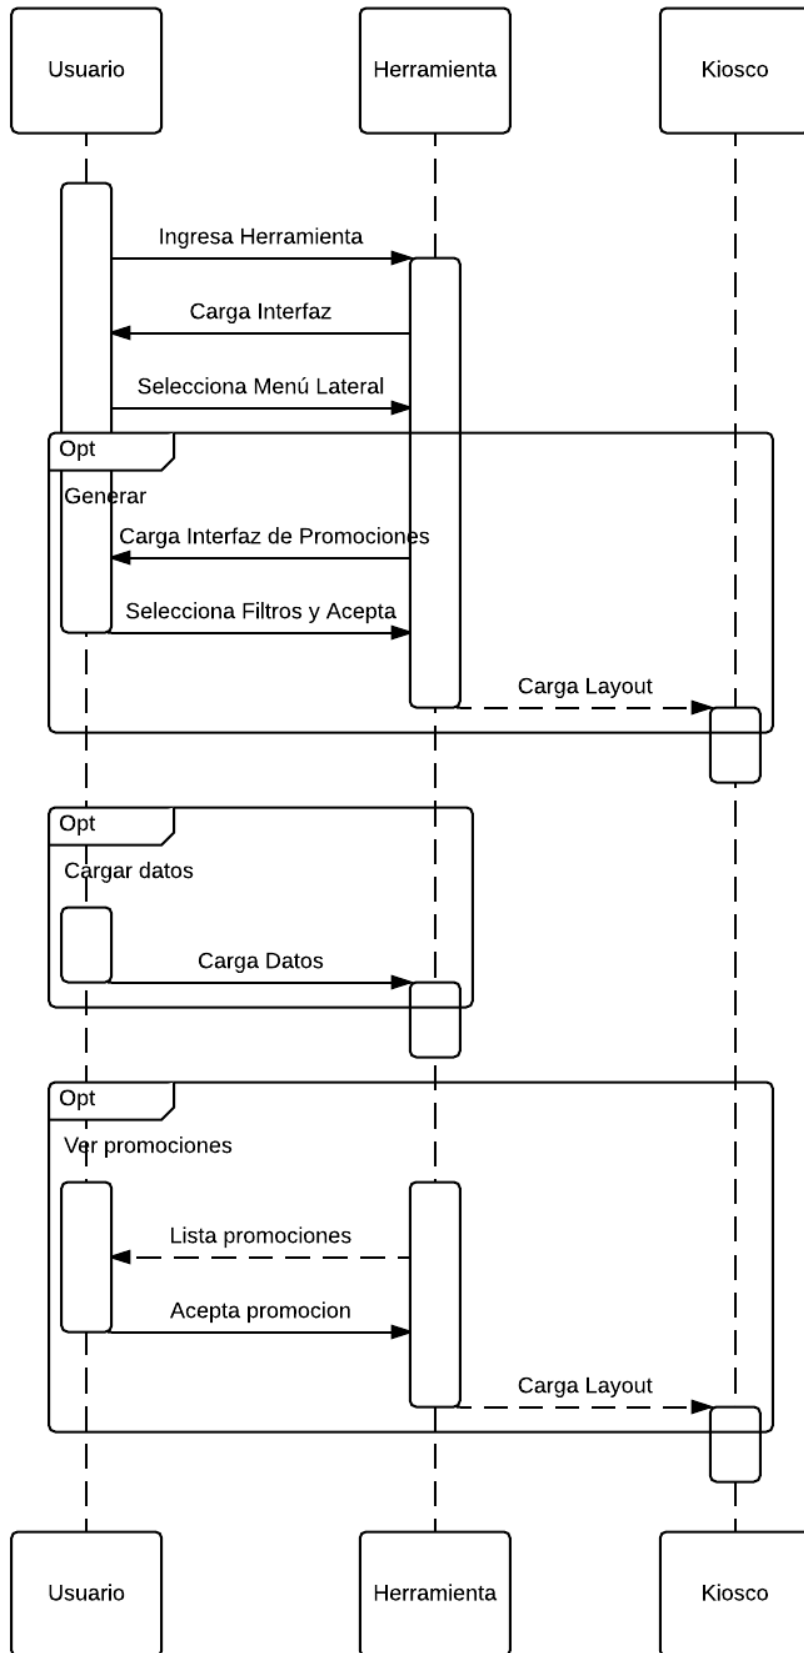 Usuario
Herramienta
Kiosco
Ingresa Herramienta
Carga Interfaz
Selecciona Menú Lateral
Opt
Generar
Carga Interfaz de Promociones
Selecciona Filtros y Acepta
Carga Layout
Opt
Cargar datos
Carga Datos
Opt
Ver promociones
Lista promociones
Acepta promocion
Carga Layout
Usuario
Herramienta
Kiosco